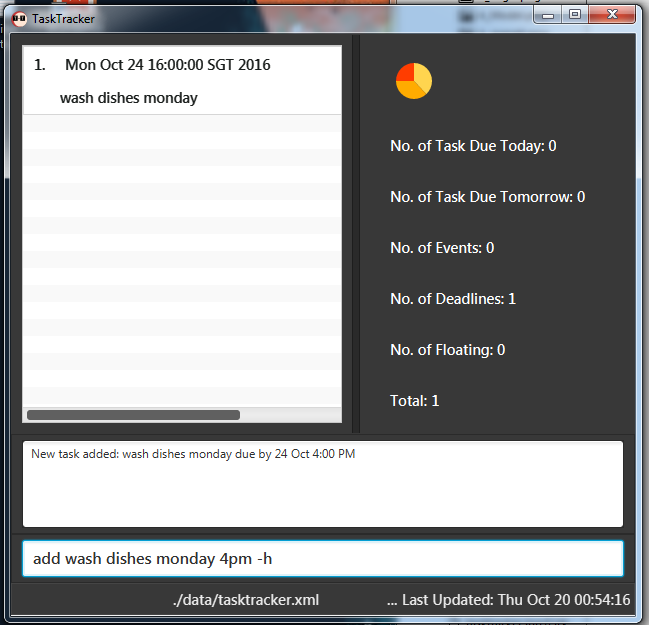 TaskTracker
1. Mon Oct 24 16:00:00 SGT 2016
wash dishes monday
No. of Task Due Today: 0
No. of Task Due Tomorrow: 0
No. of Events: 0
No. of Deadlines: 1
No. of Floating: 0
Total: 1
New task added: wash dishes monday due by 24 Oct 4:00 PM
add wash dishes monday 4pm -h
./data/tasktracker.xml
... Last Updated: Thu Oct 20 00:54:16